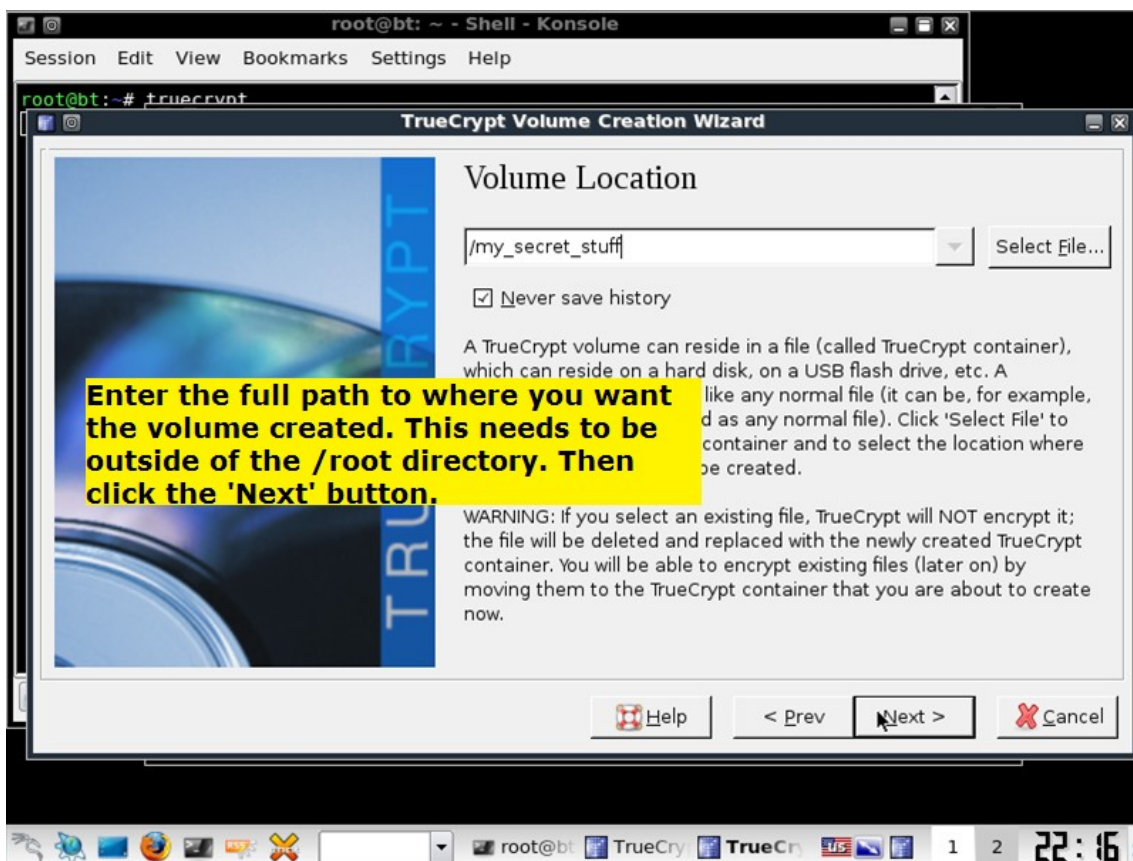 root@bt: ~ - Shell - Konsole
Session Edit View Bookmarks Settings Help
root@bt:~# truecrypt
TrueCrypt Volume Creation Wizard
TRUECRYPT
Volume Location
/my_secret_stuff
Select File...
Never save history
A TrueCrypt volume can reside in a file (called TrueCrypt container),
which can reside on a hard disk, on a USB flash drive, etc. A
like any normal file (it can be, for example,
d as any normal file). Click 'Select File' to
container and to select the location where
be created.
Enter the full path to where you want
the volume created. This needs to be
outside of the /root directory. Then
click the 'Next' button.
WARNING: If you select an existing file, TrueCrypt will NOT encrypt it;
the file will be deleted and replaced with the newly created TrueCrypt
container. You will be able to encrypt existing files (later on) by
moving them to the TrueCrypt container that you are about to create
now.
Help < Prev Next > Cancel
root@bt TrueCry TrueCr US 1 2 22:16